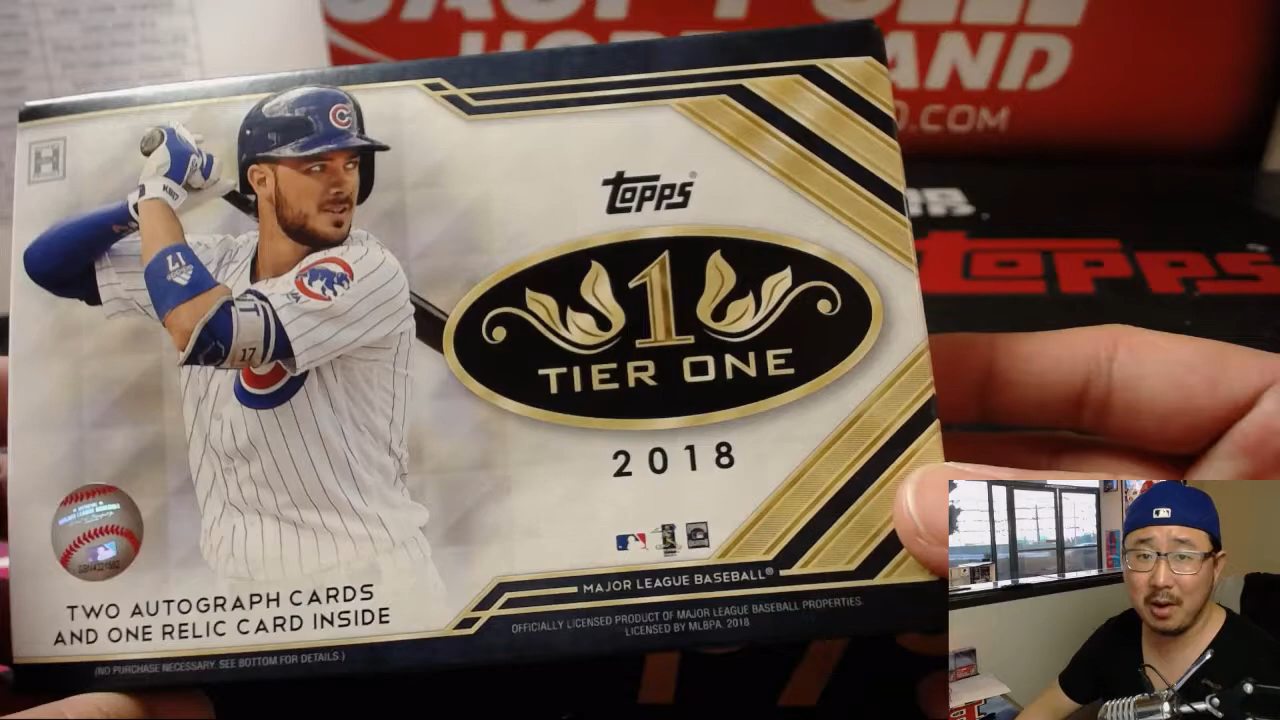 AND
.COM
H
TOPPS
1
TIER ONE
2018
TOPPS
17
17
C
MAJOR LEAGUE BASEBALL®
TWO AUTOGRAPH CARDS
AND ONE RELIC CARD INSIDE
OFFICIALLY LICENSED PRODUCT OF MAJOR LEAGUE BASEBALL PROPERTIES.
LICENSED BY MLBPA. 2018
(NO PURCHASE NECESSARY. SEE BOTTOM FOR DETAILS.)